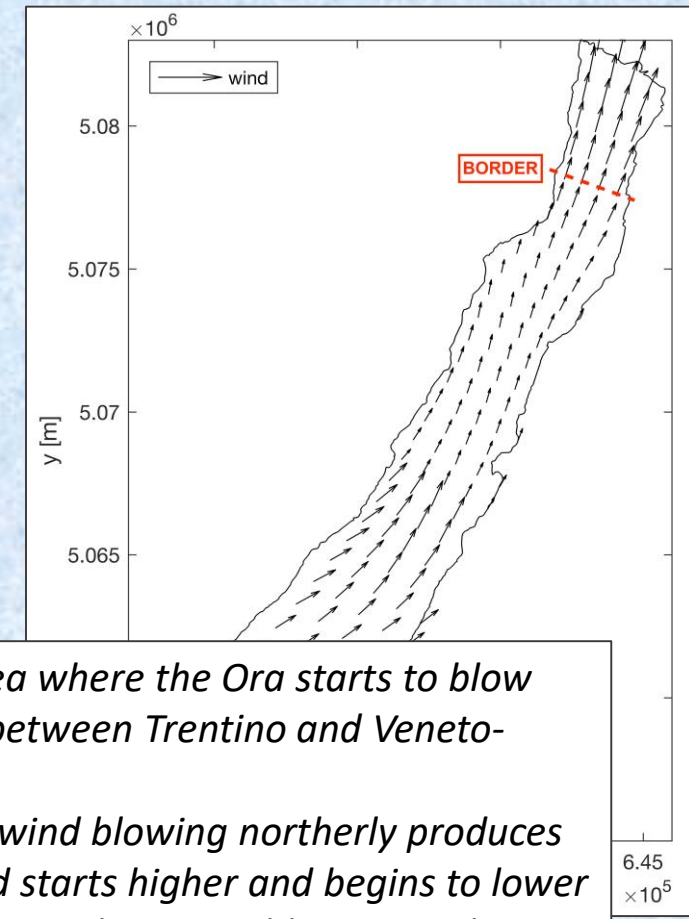 ×10⁶
wind
5.08
BORDER
5.075
5.07
y [m]
5.065
ea where the Ora starts to blow
between Trentino and Veneto-
wind blowing northerly produces
d starts higher and begins to lower
6.45
×10⁵